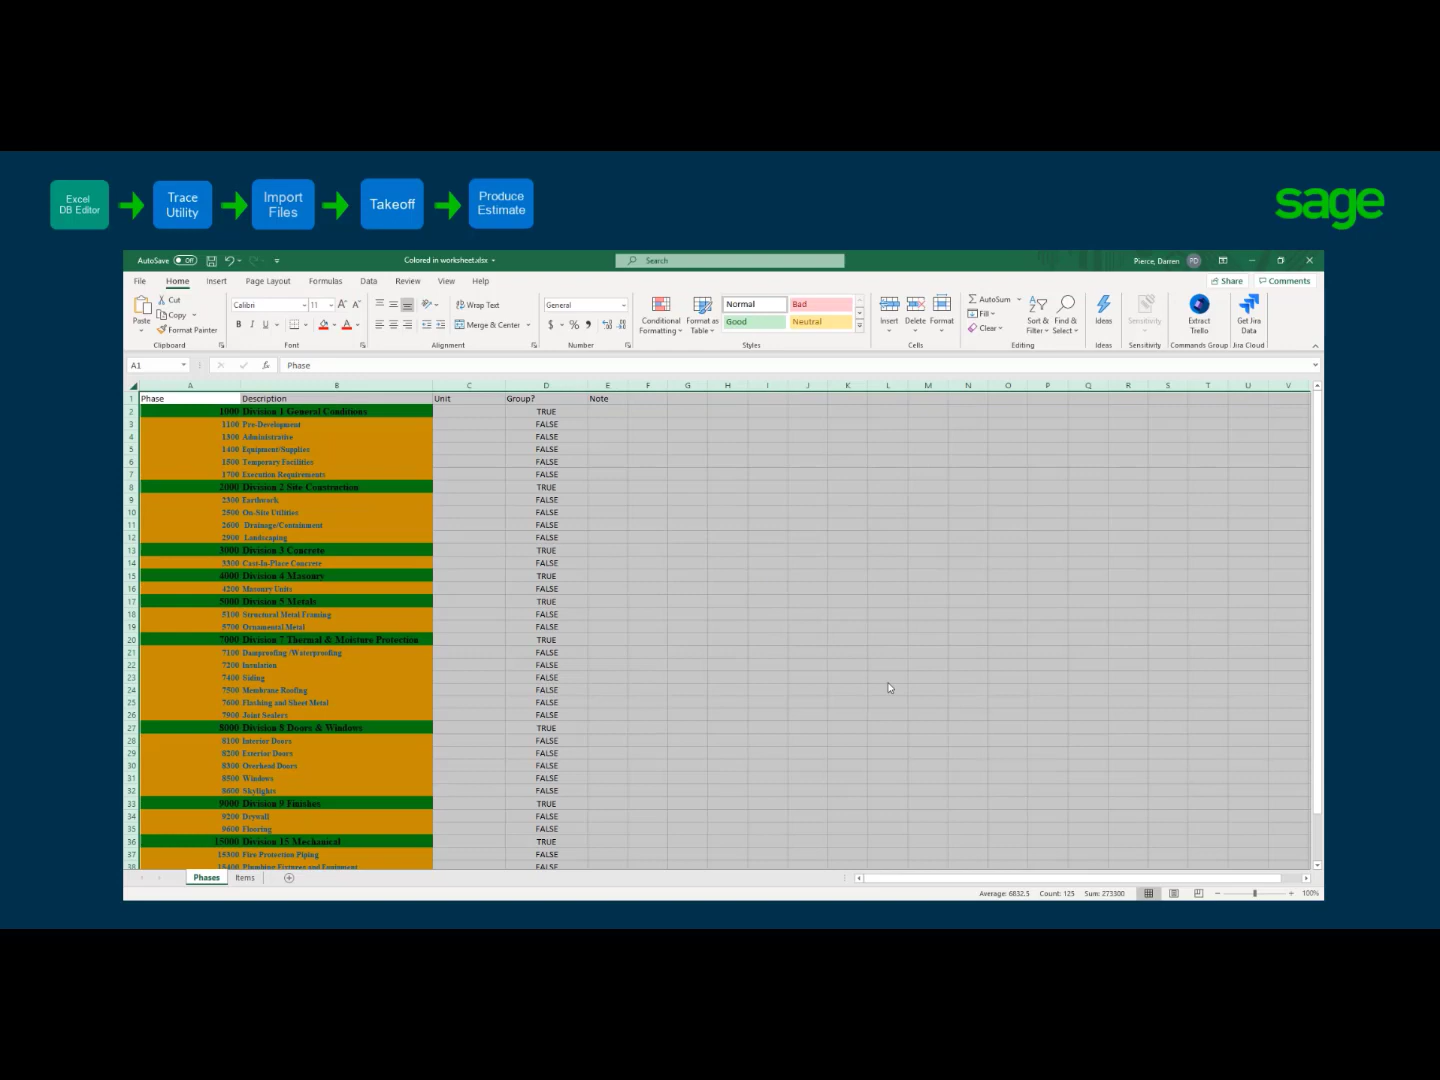 Excel
DB Editor
Trace
Utility
Import
Files
Takeoff
Produce
Estimate
sage
AutoSave Off
Colored in worksheet.xlsx
Search
Pierce, Darren PD
File Home Insert Page Layout Formulas Data Review View Help
Share Comments
Paste
Cut
Copy
Format Painter
Calibri 11
B I U
Wrap Text
Merge & Center
General
$ %
Conditional
Formatting
Format as
Table
Normal Bad
Good Neutral
Insert Delete Format
AutoSum
Fill
Clear
Sort &
Filter
Find &
Select
Ideas
Sensitivity
Extract
Trello
Get Jira
Data
Clipboard Font Alignment Number Styles Cells Editing Ideas Sensitivity Commands Group Jira Cloud
A1 fx Phase
A B C D E F G H I J K L M N O P Q R S T U V
1 Phase Description Unit Group? Note
2 1000 Division 1 General Conditions TRUE
3 1100 Pre-Development FALSE
4 1300 Administrative FALSE
5 1400 Equipment/Supplies FALSE
6 1500 Temporary Facilities FALSE
7 1700 Execution Requirements FALSE
8 2000 Division 2 Site Construction TRUE
9 2300 Earthwork FALSE
10 2500 On-Site Utilities FALSE
11 2600 Drainage/Containment FALSE
12 2900 Landscaping FALSE
13 3000 Division 3 Concrete TRUE
14 3300 Cast-In-Place Concrete FALSE
15 4000 Division 4 Masonry TRUE
16 4200 Masonry Units FALSE
17 5000 Division 5 Metals TRUE
18 5100 Structural Metal Framing FALSE
19 5700 Ornamental Metal FALSE
20 7000 Division 7 Thermal & Moisture Protection TRUE
21 7100 Damproofing /Waterproofing FALSE
22 7200 Insulation FALSE
23 7400 Siding FALSE
24 7500 Membrane Roofing FALSE
25 7600 Flashing and Sheet Metal FALSE
26 7900 Joint Sealers FALSE
27 8000 Division 8 Doors & Windows TRUE
28 8100 Interior Doors FALSE
29 8200 Exterior Doors FALSE
30 8300 Overhead Doors FALSE
31 8500 Windows FALSE
32 8600 Skylights FALSE
33 9000 Division 9 Finishes TRUE
34 9200 Drywall FALSE
35 9600 Flooring FALSE
36 15000 Division 15 Mechanical TRUE
37 15300 Fire Protection Piping FALSE
38 15400 Plumbing Fixtures and Equipment FALSE
Phases Items
Average: 6832.5 Count: 125 Sum: 273300 100%